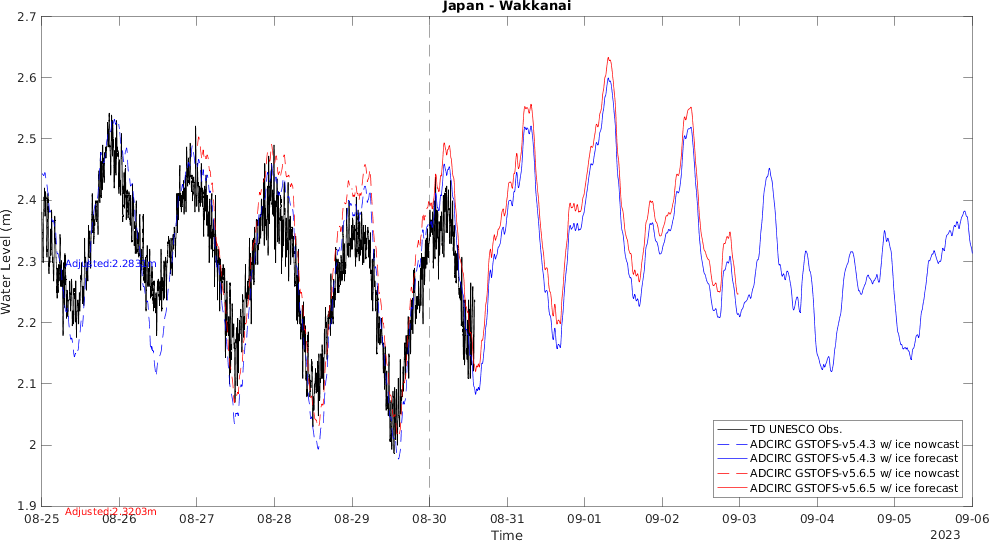 Japan - Wakkanai
2.7
2.6
2.5
2.4
2.3
2.2
2.1
2
1.9
Water Level (m)
Adjusted:2.2831m
Adjusted:2.3203m
TD UNESCO Obs.
ADCIRC GSTOFS-v5.4.3 w/ ice nowcast
ADCIRC GSTOFS-v5.4.3 w/ ice forecast
ADCIRC GSTOFS-v5.6.5 w/ ice nowcast
ADCIRC GSTOFS-v5.6.5 w/ ice forecast
08-25 08-26 08-27 08-28 08-29 08-30 08-31 09-01 09-02 09-03 09-04 09-05 09-06
Time
2023